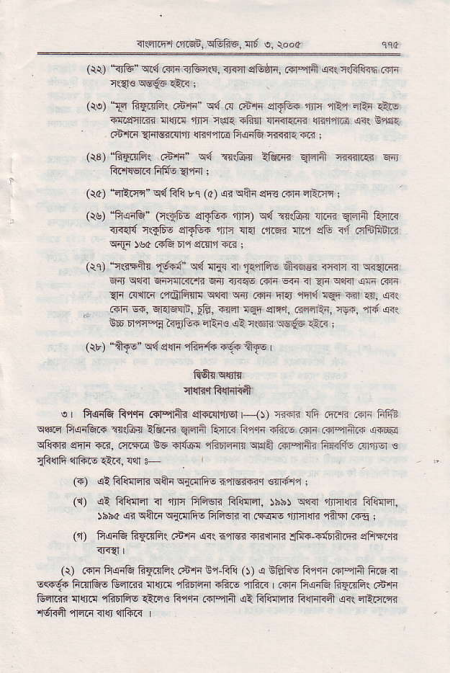 বাংলাদেশ গেজেট, অতিরিক্ত, মার্চ ৩, ২০০৫ ৭৭৫
(২২) “ব্যক্তি” অর্থে কোন ব্যক্তিসংঘ, ব্যবসা প্রতিষ্ঠান, কোম্পানী এবং সংবিধিবদ্ধ কোন
সংস্থাও অন্তর্ভুক্ত হইবে ;
(২৩) “মূল রিফুয়েলিং স্টেশন” অর্থ যে স্টেশন প্রাকৃতিক গ্যাস পাইপ লাইন হইতে
কমপ্রেসারের মাধ্যমে গ্যাস সংগ্রহ করিয়া যানবাহনের ধারণপাত্রে এবং উপগ্রহ
স্টেশনে স্থানান্তরযোগ্য ধারণপাত্রে সিএনজি সরবরাহ করে ;
(২৪) “রিফুয়েলিং স্টেশন” অর্থ স্বয়ংক্রিয় ইঞ্জিনের জ্বালানী সরবরাহের জন্য
বিশেষভাবে নির্মিত স্থাপনা ;
(২৫) “লাইসেন্স” অর্থ বিধি ৮৭ (৫) এর অধীন প্রদত্ত কোন লাইসেন্স ;
(২৬) “সিএনজি” (সংকুচিত প্রাকৃতিক গ্যাস) অর্থ স্বয়ংক্রিয় যানের জ্বালানী হিসাবে
ব্যবহার্য সংকুচিত প্রাকৃতিক গ্যাস যাহা গেজের মাপে প্রতি বর্গ সেন্টিমিটারে
অন্যূন ১৬৫ কেজি চাপ প্রয়োগ করে ;
(২৭) “সংরক্ষণীয় পূর্তকর্ম” অর্থ মানুষ বা গৃহপালিত জীবজন্তুর বসবাস বা অবস্থানের
জন্য অথবা জনসমাবেশের জন্য ব্যবহৃত কোন ভবন বা স্থান অথবা এমন কোন
স্থান যেখানে পেট্রোলিয়াম অথবা অন্য কোন দাহ্য পদার্থ মজুদ করা হয়, এবং
কোন ডক, জাহাজঘাট, চুল্লি, কয়লা মজুদ প্রাঙ্গণ, রেললাইন, সড়ক, পার্ক এবং
উচ্চ চাপসম্পন্ন বৈদ্যুতিক লাইনও এই সংজ্ঞার অন্তর্ভুক্ত হইবে ;
(২৮) “স্বীকৃত” অর্থ প্রধান পরিদর্শক কর্তৃক স্বীকৃত।
দ্বিতীয় অধ্যায়
সাধারণ বিধানাবলী
৩। সিএনজি বিপণন কোম্পানীর প্রাকযোগ্যতা।—(১) সরকার যদি দেশের কোন নির্দিষ্ট
অঞ্চলে সিএনজিকে স্বয়ংক্রিয় ইঞ্জিনের জ্বালানী হিসাবে বিপণন করিতে কোন কোম্পানীকে একচ্ছত্র
অধিকার প্রদান করে, সেক্ষেত্রে উক্ত কার্যক্রম পরিচালনায় আগ্রহী কোম্পানীর নিম্নবর্ণিত যোগ্যতা ও
সুবিধাদি থাকিতে হইবে, যথা ঃ—
(ক) এই বিধিমালার অধীন অনুমোদিত রূপান্তরকরণ ওয়ার্কশপ ;
(খ) এই বিধিমালা বা গ্যাস সিলিন্ডার বিধিমালা, ১৯৯১ অথবা গ্যাসাধার বিধিমালা,
১৯৯৫ এর অধীনে অনুমোদিত সিলিন্ডার বা ক্ষেত্রমত গ্যাসাধার পরীক্ষা কেন্দ্র ;
(গ) সিএনজি রিফুয়েলিং স্টেশন এবং রূপান্তর কারখানার শ্রমিক-কর্মচারীদের প্রশিক্ষণের
ব্যবস্থা।
(২) কোন সিএনজি রিফুয়েলিং স্টেশন উপ-বিধি (১) এ উল্লিখিত বিপণন কোম্পানী নিজে বা
তৎকর্তৃক নিয়োজিত ডিলারের মাধ্যমে পরিচালনা করিতে পারিবে। কোন সিএনজি রিফুয়েলিং স্টেশন
ডিলারের মাধ্যমে পরিচালিত হইলেও বিপণন কোম্পানী এই বিধিমালার বিধানাবলী এবং লাইসেন্সের
শর্তাবলী পালনে বাধ্য থাকিবে ।